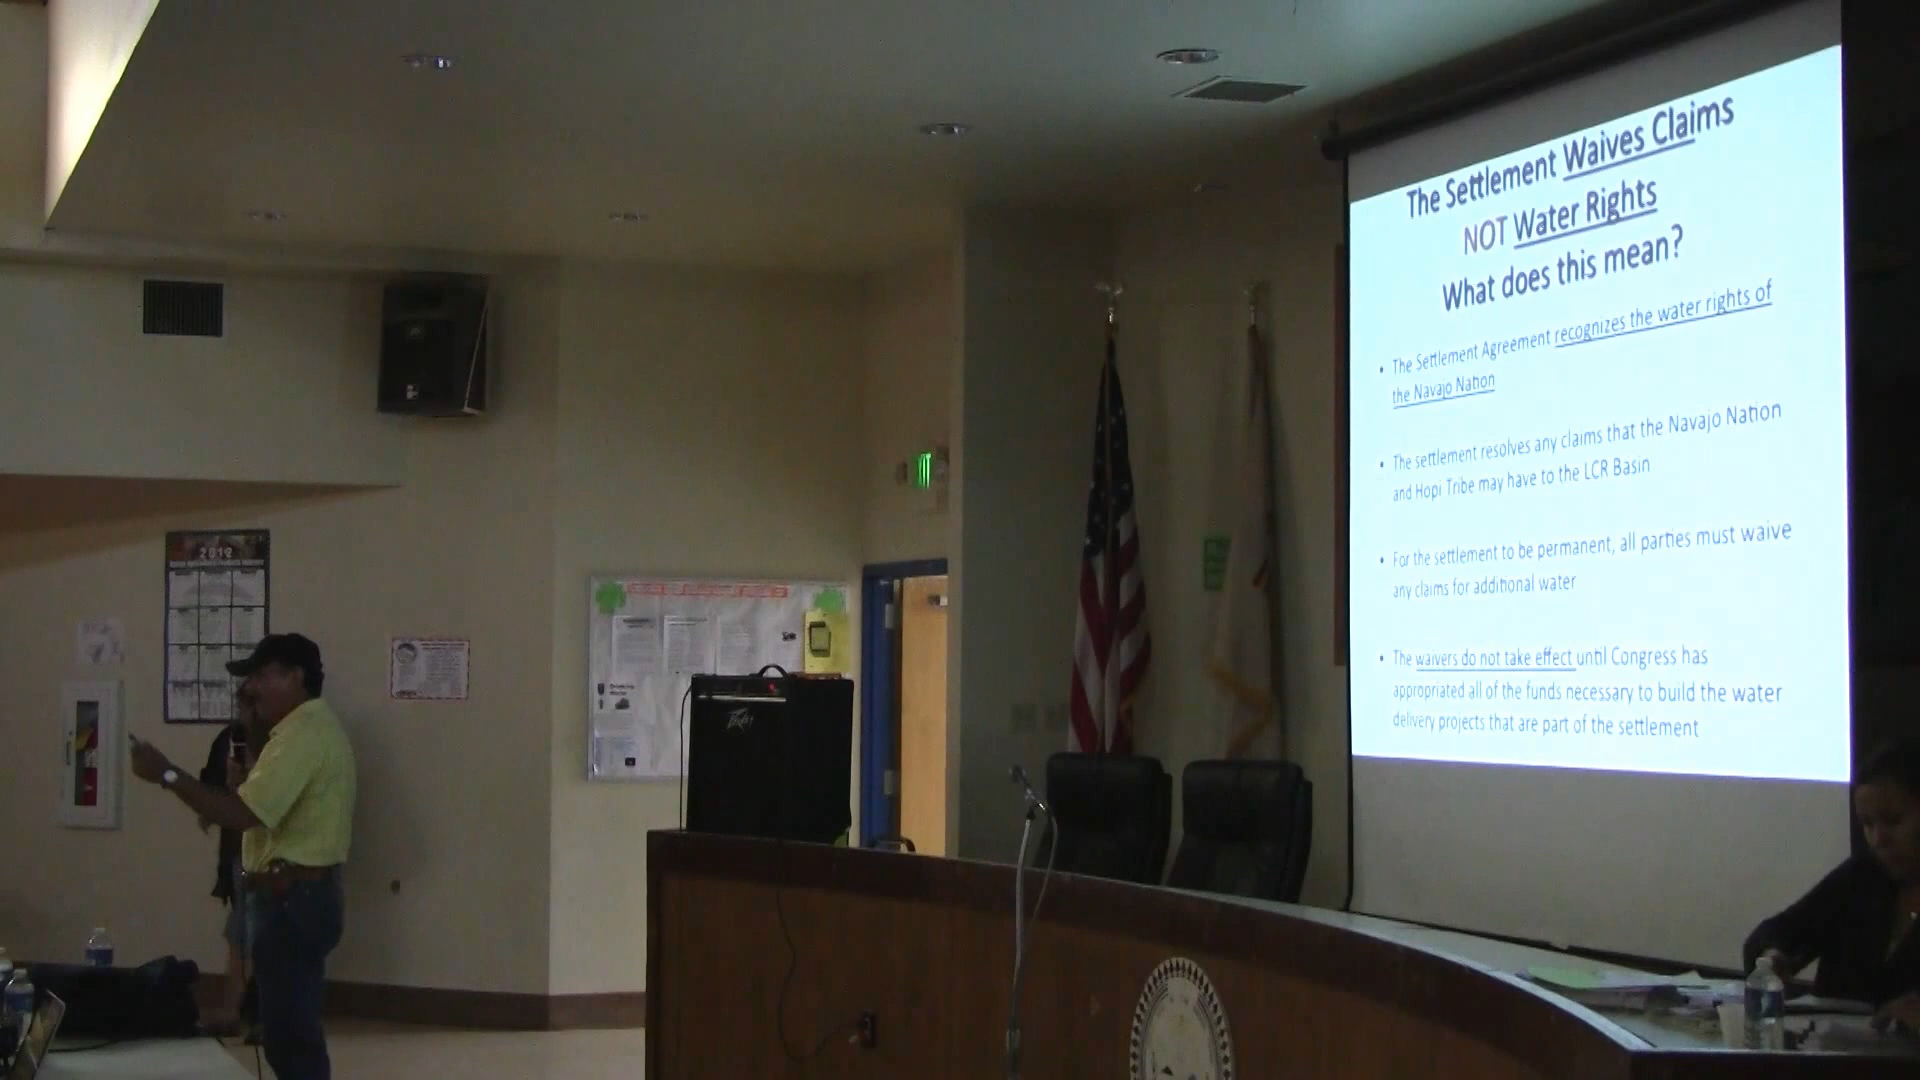 The Settlement Waives Claims
NOT Water Rights
What does this mean?
• The Settlement Agreement recognizes the water rights of
the Navajo Nation
• The settlement resolves any claims that the Navajo Nation
and Hopi Tribe may have to the LCR Basin
• For the settlement to be permanent, all parties must waive
any claims for additional water
• The waivers do not take effect until Congress has
appropriated all of the funds necessary to build the water
delivery projects that are part of the settlement
2012
Peavey